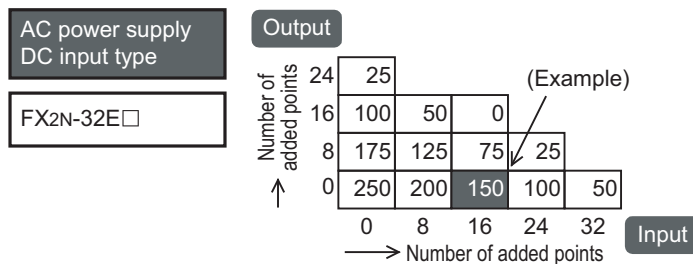 AC power supply
DC input type
FX2N-32E□
Output
Number of
added points
24 25
16 100 50 0
8 175 125 75 25
0 250 200 150 100 50
(Example)
0 8 16 24 32
Input
Number of added points